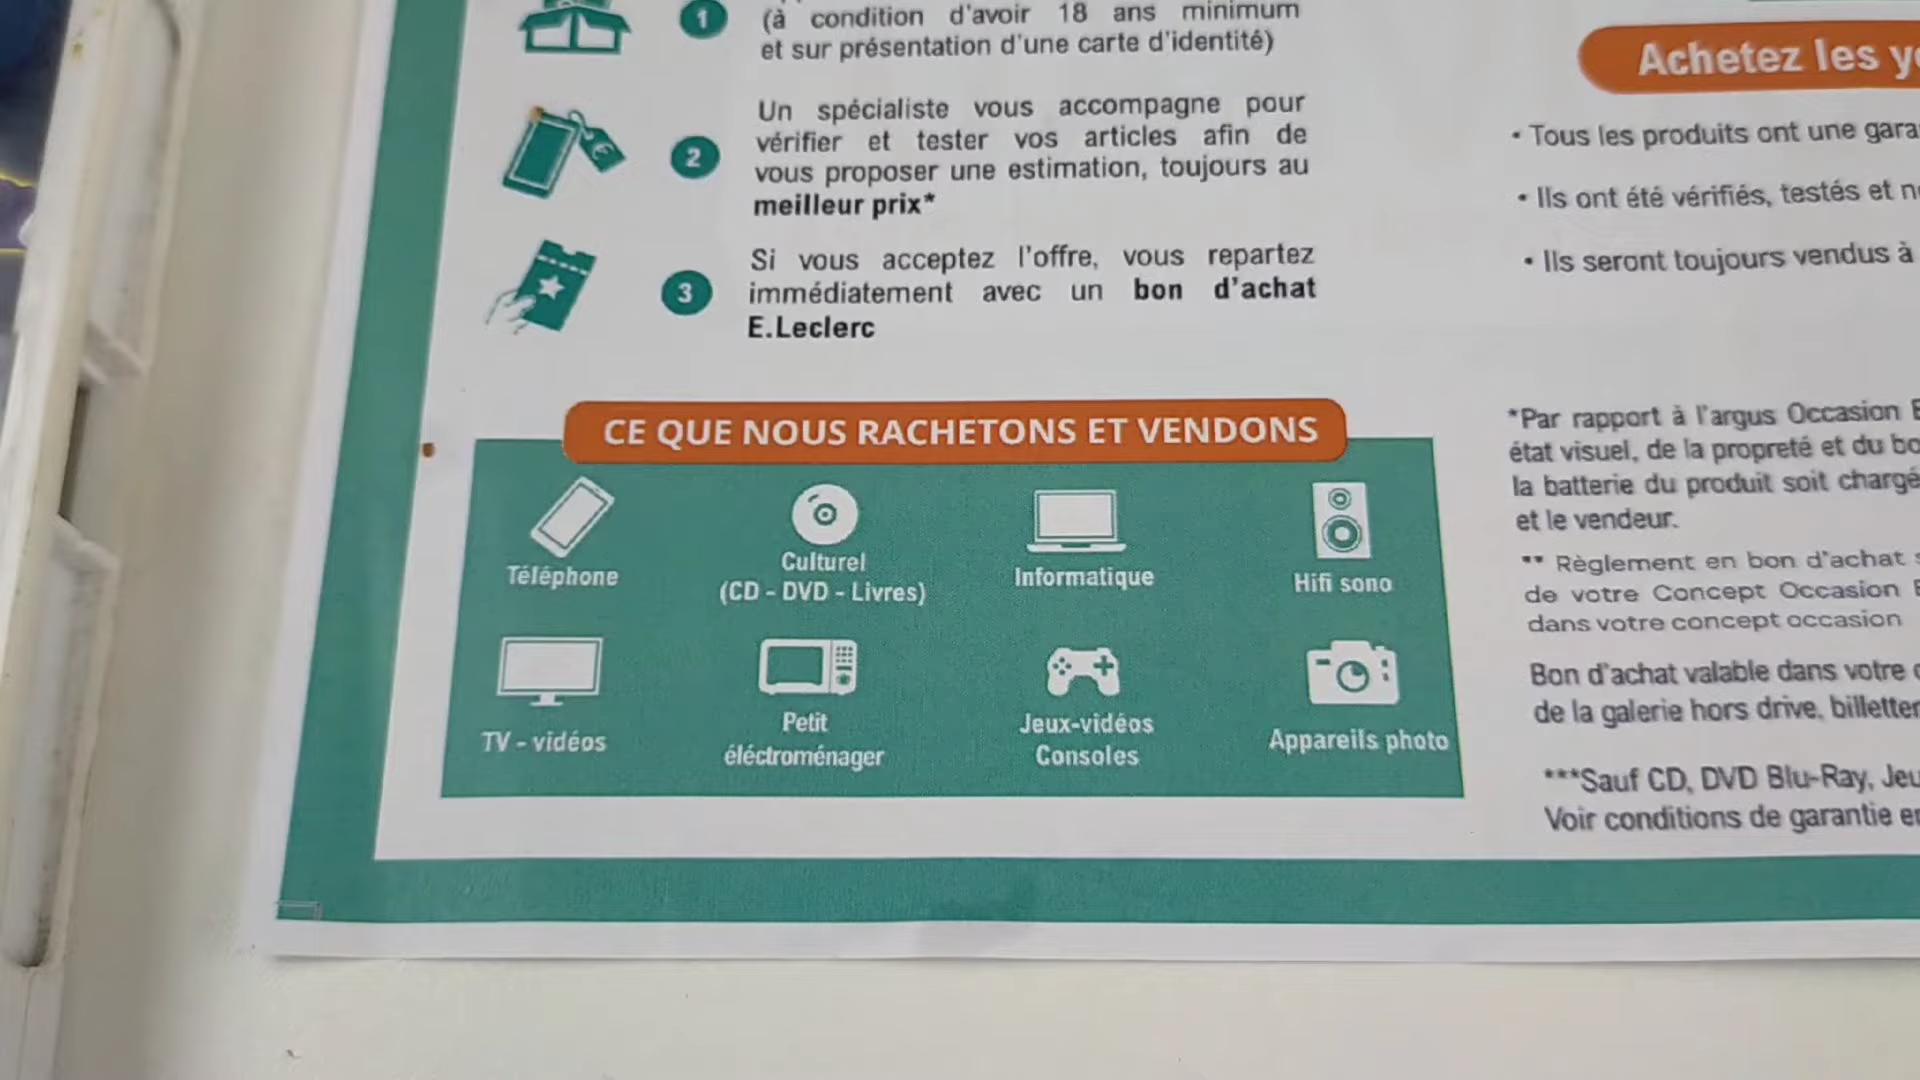 1
(à condition d'avoir 18 ans minimum
et sur présentation d'une carte d'identité)
2
Un spécialiste vous accompagne pour
vérifier et tester vos articles afin de
vous proposer une estimation, toujours au
meilleur prix*
3
Si vous acceptez l'offre, vous repartez
immédiatement avec un bon d'achat
E.Leclerc
CE QUE NOUS RACHETONS ET VENDONS
Téléphone
Culturel
(CD - DVD - Livres)
Informatique
Hifi sono
TV - vidéos
Petit
éléctroménager
Jeux-vidéos
Consoles
Appareils photo
Achetez les
• Tous les produits ont une
• Ils ont été vérifiés, testés et
• Ils seront toujours vendus à
*Par rapport à l'argus Occasion
état visuel, de la propreté et du
la batterie du produit soit
et le vendeur.
** Règlement en bon d'achat
de votre Concept Occasion
dans votre concept occasion
Bon d'achat valable dans votre
de la galerie hors drive,
***Sauf CD, DVD Blu-Ray,
Voir conditions de garantie